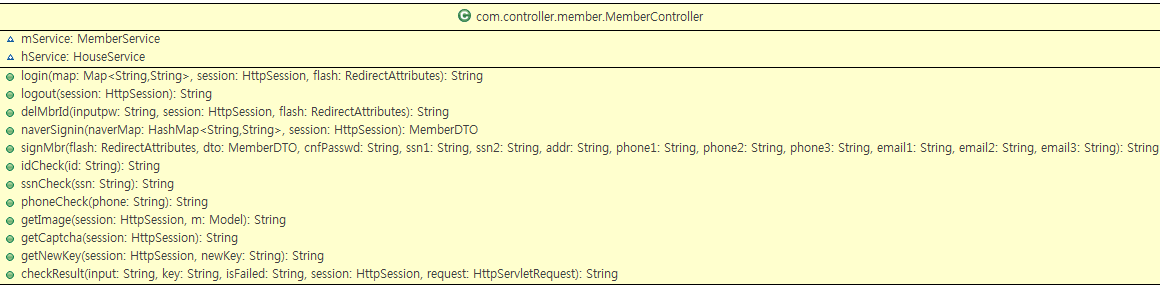 C com.controller.member.MemberController
mService: MemberService
hService: HouseService
login(map: Map<String,String>, session: HttpSession, flash: RedirectAttributes): String
logout(session: HttpSession): String
delMbrId(inputpw: String, session: HttpSession, flash: RedirectAttributes): String
naverSignin(naverMap: HashMap<String,String>, session: HttpSession): MemberDTO
signMbr(flash: RedirectAttributes, dto: MemberDTO, cnfPasswd: String, ssn1: String, ssn2: String, addr: String, phone1: String, phone2: String, phone3: String, email1: String, email2: String, email3: String): String
idCheck(id: String): String
ssnCheck(ssn: String): String
phoneCheck(phone: String): String
getImage(session: HttpSession, m: Model): String
getCaptcha(session: HttpSession): String
getNewKey(session: HttpSession, newKey: String): String
checkResult(input: String, key: String, isFailed: String, session: HttpSession, request: HttpServletRequest): String